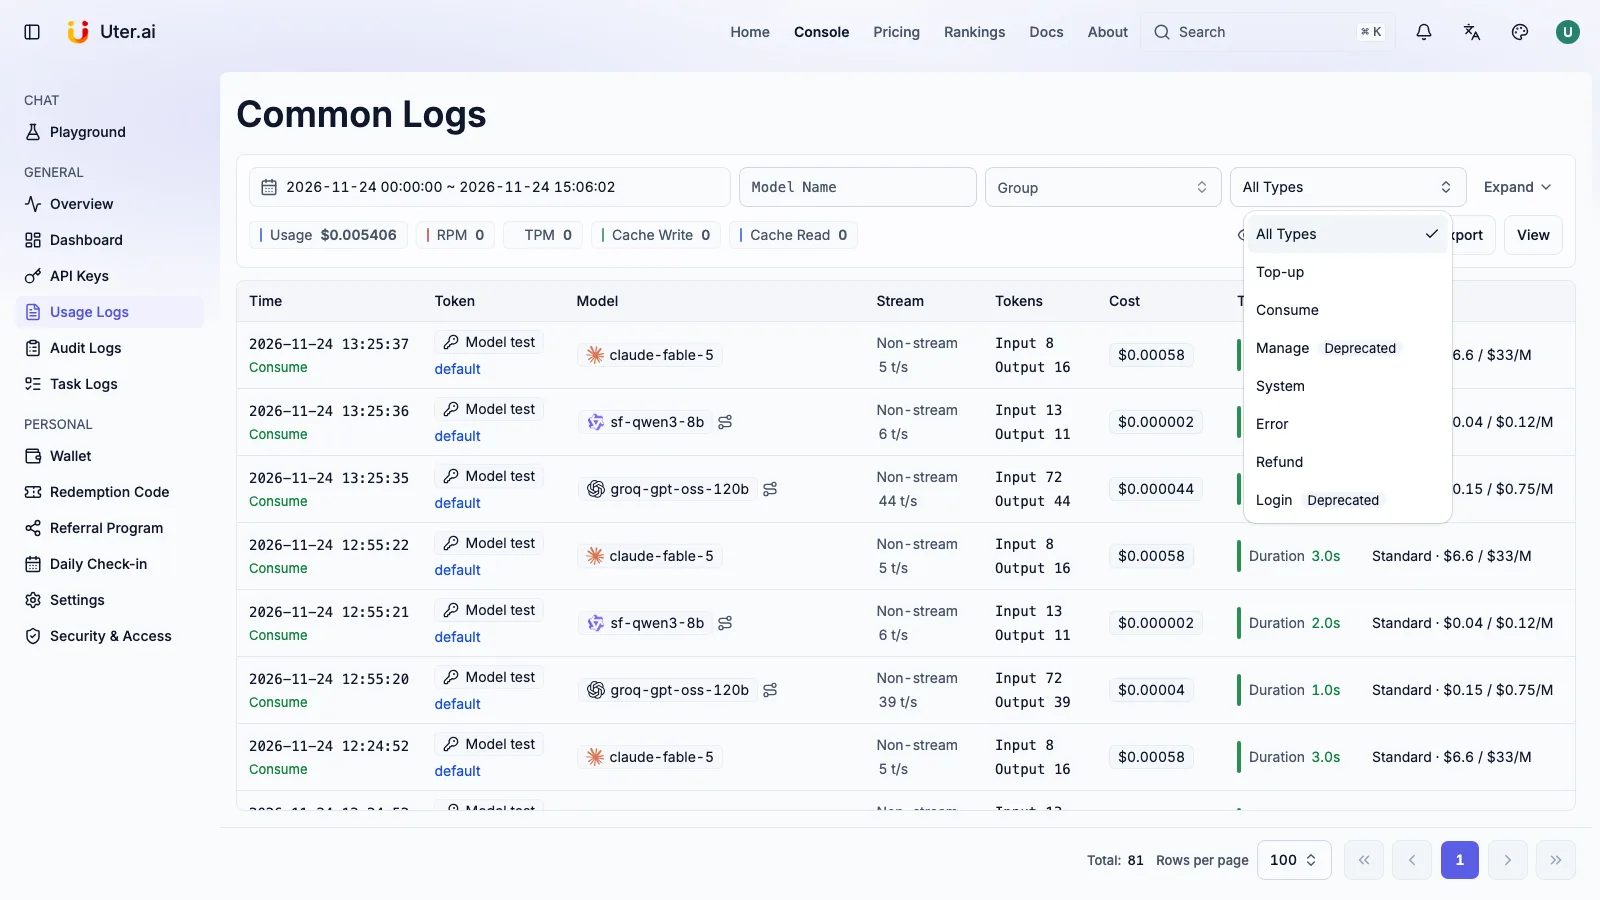 Uter.ai
Home Console Pricing Rankings Docs About Search ⌘ K U
CHAT
Playground
GENERAL
Overview
Dashboard
API Keys
Usage Logs
Audit Logs
Task Logs
PERSONAL
Wallet
Redemption Code
Referral Program
Daily Check-in
Settings
Security & Access
Common Logs
2026-11-24 00:00:00 ~ 2026-11-24 15:06:02 Model Name Group All Types Expand
Usage $0.005406 RPM 0 TPM 0 Cache Write 0 Cache Read 0 View
All Types
Top-up
Consume
Manage Deprecated
System
Error
Refund
Login Deprecated
Time Token Model Stream Tokens Cost
2026-11-24 13:25:37 Model test claude-fable-5 Non-stream Input 8 $0.00058 6.6 / $33/M
Consume default 5 t/s Output 16
2026-11-24 13:25:36 Model test sf-qwen3-8b Non-stream Input 13 $0.000002 0.04 / $0.12/M
Consume default 6 t/s Output 11
2026-11-24 13:25:35 Model test groq-gpt-oss-120b Non-stream Input 72 $0.000044 0.15 / $0.75/M
Consume default 44 t/s Output 44
2026-11-24 12:55:22 Model test claude-fable-5 Non-stream Input 8 $0.00058 Duration 3.0s Standard · $6.6 / $33/M
Consume default 5 t/s Output 16
2026-11-24 12:55:21 Model test sf-qwen3-8b Non-stream Input 13 $0.000002 Duration 2.0s Standard · $0.04 / $0.12/M
Consume default 6 t/s Output 11
2026-11-24 12:55:20 Model test groq-gpt-oss-120b Non-stream Input 72 $0.00004 Duration 1.0s Standard · $0.15 / $0.75/M
Consume default 39 t/s Output 39
2026-11-24 12:24:52 Model test claude-fable-5 Non-stream Input 8 $0.00058 Duration 3.0s Standard · $6.6 / $33/M
Consume default 5 t/s Output 16
Total: 81 Rows per page 100 1